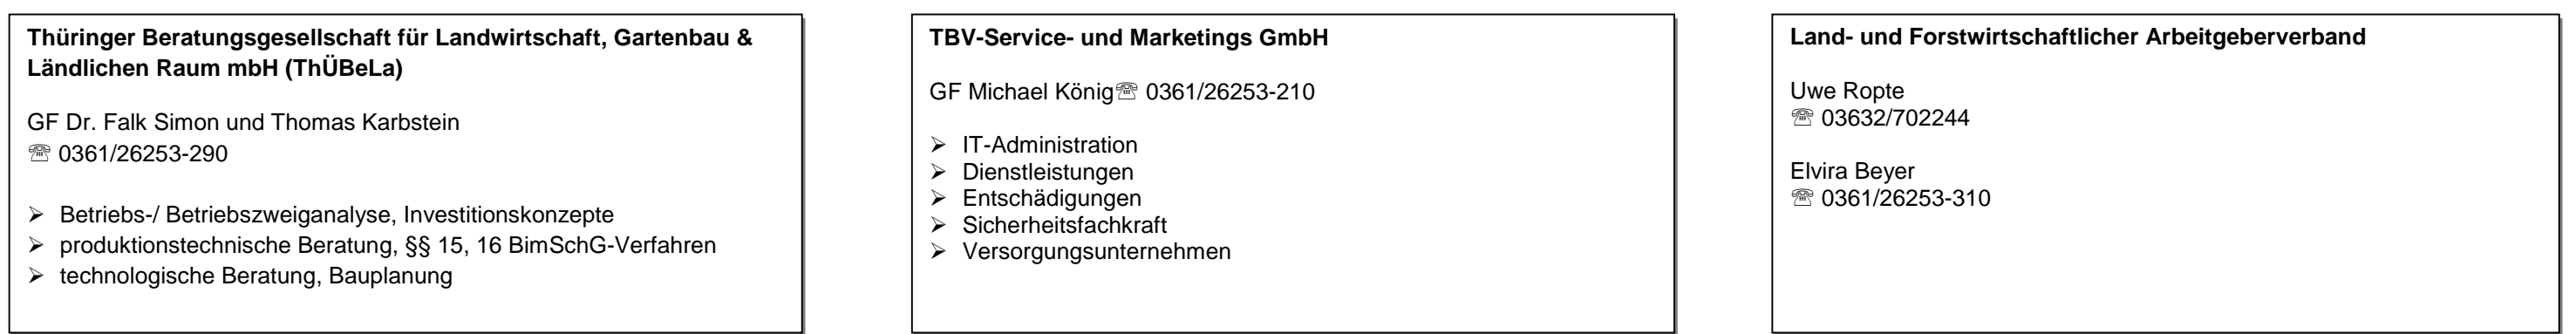 Thüringer Beratungsgesellschaft für Landwirtschaft, Gartenbau &
Ländlichen Raum mbH (ThÜBeLa)
GF Dr. Falk Simon und Thomas Karbstein
☏ 0361/26253-290
➢ Betriebs-/ Betriebszweiganalyse, Investitionskonzepte
➢ produktionstechnische Beratung, §§ 15, 16 BimSchG-Verfahren
➢ technologische Beratung, Bauplanung
TBV-Service- und Marketings GmbH
GF Michael König☏ 0361/26253-210
➢ IT-Administration
➢ Dienstleistungen
➢ Entschädigungen
➢ Sicherheitsfachkraft
➢ Versorgungsunternehmen
Land- und Forstwirtschaftlicher Arbeitgeberverband
Uwe Ropte
☏ 03632/702244
Elvira Beyer
☏ 0361/26253-310